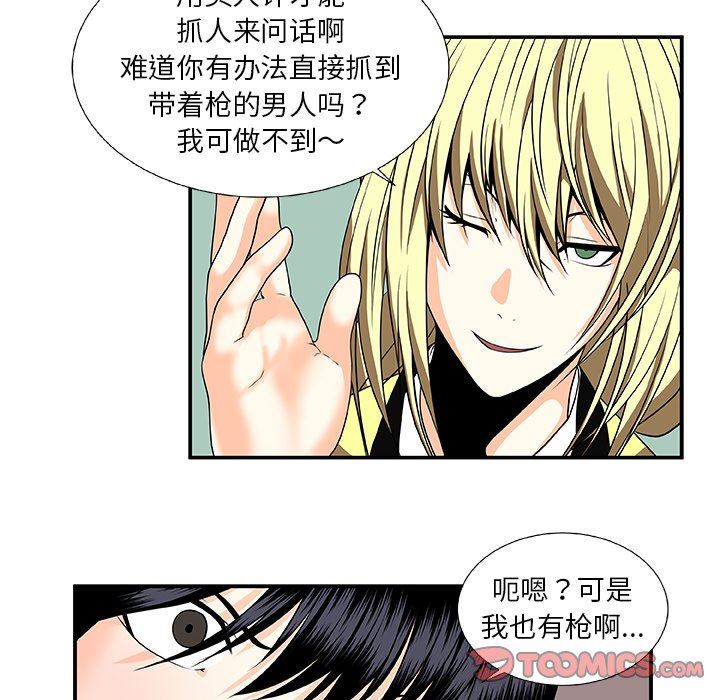 抓人来问话啊
难道你有办法直接抓到
带着枪的男人吗？
我可做不到～
呃嗯？可是
我也有枪啊...
TOOMICS.COM